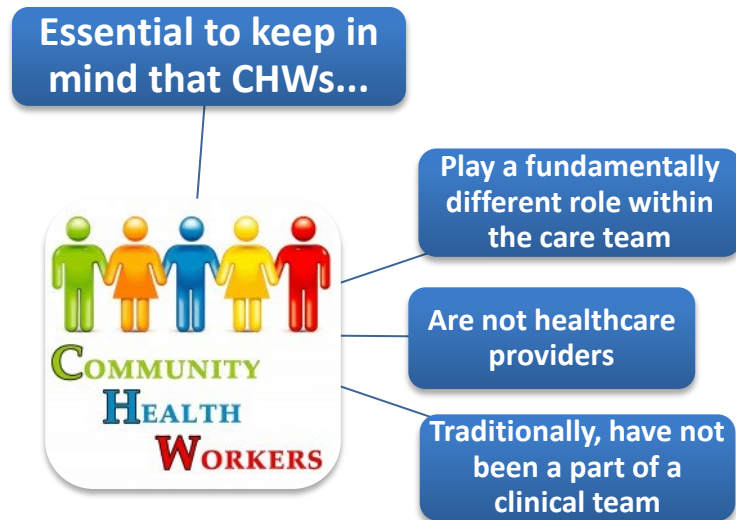 Essential to keep in
mind that CHWs...
Play a fundamentally
different role within
the care team
Are not healthcare
providers
Traditionally, have not
been a part of a
clinical team
COMMUNITY
HEALTH
WORKERS